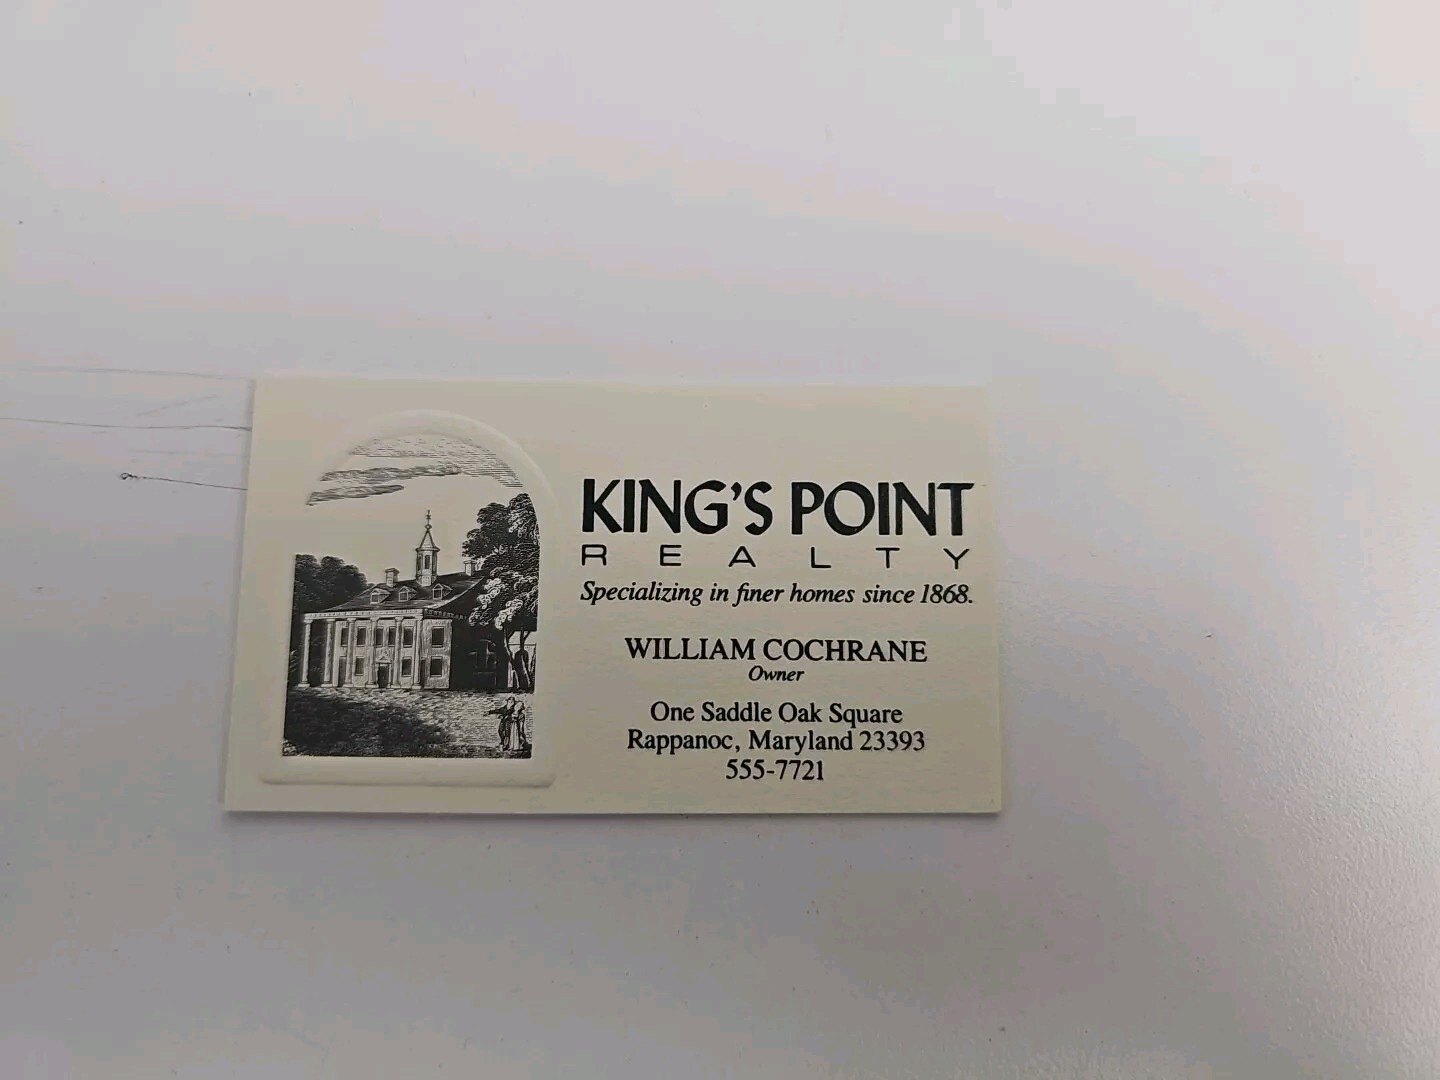 KING'S POINT
REALTY
Specializing in finer homes since 1868.
WILLIAM COCHRANE
Owner
One Saddle Oak Square
Rappanoc, Maryland 23393
555-7721